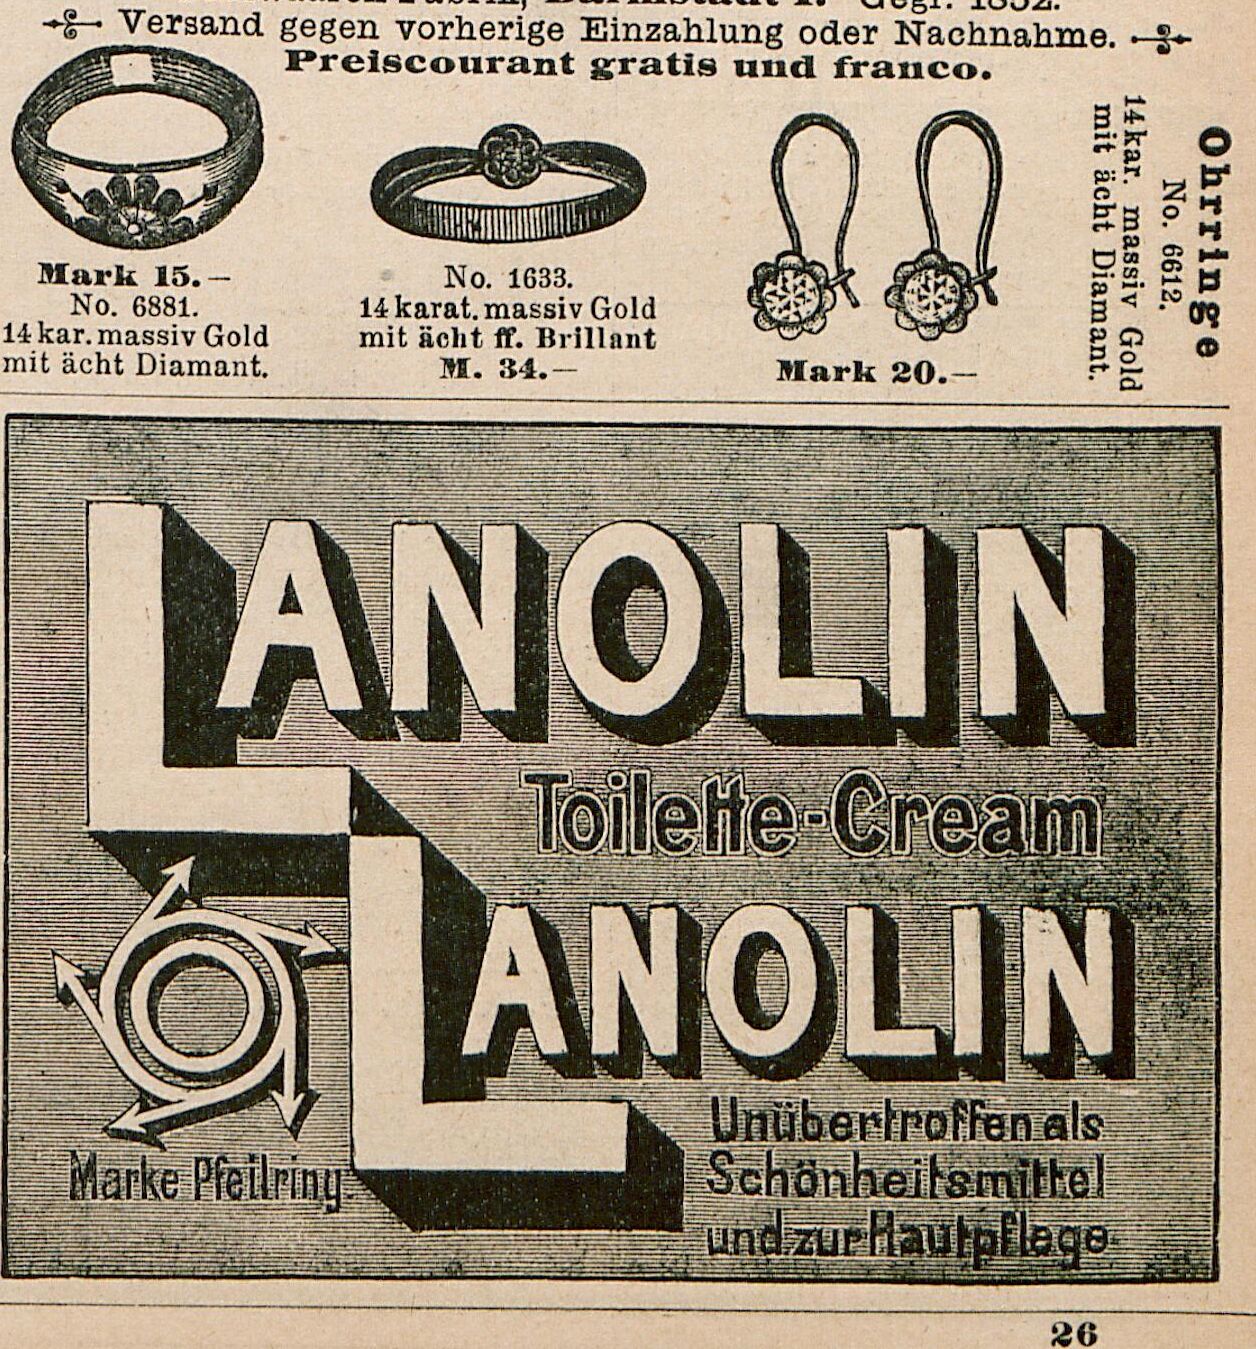 Versand gegen vorherige Einzahlung oder Nachnahme.
Preiscourant gratis und franco.
Mark 15.—
No. 6881.
14 kar. massiv Gold
mit ächt Diamant.
No. 1633.
14 karat. massiv Gold
mit ächt ff. Brillant
M. 34.—
Mark 20.—
Ohrringe
No. 6612.
14 kar. massiv Gold
mit ächt Diamant.
LANOLIN
Toilette-Cream
LANOLIN
Marke Pfeilring.
Unübertroffen als
Schönheitsmittel
und zur Hautpflege.
26